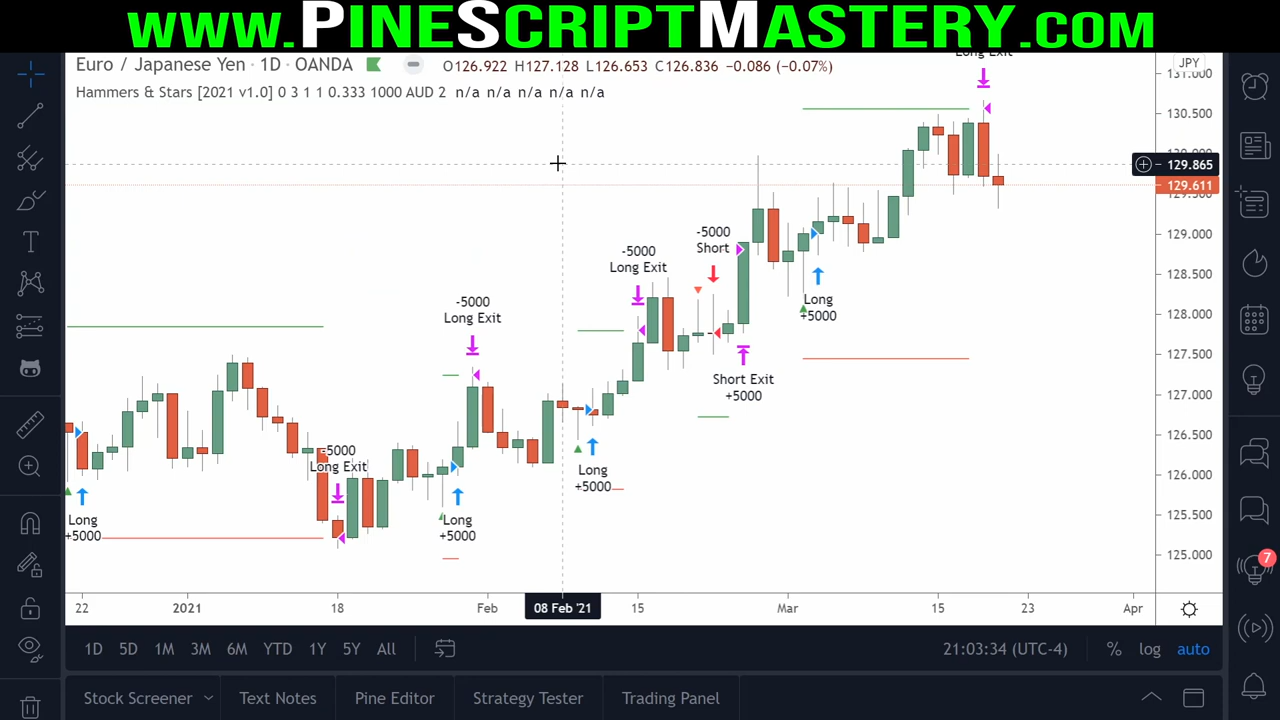 www.PineScriptMastery.com
Euro / Japanese Yen · 1D · OANDA O126.922 H127.128 L126.653 C126.836 −0.086 (−0.07%)
Hammers & Stars [2021 v1.0] 0 3 1 1 0.333 1000 AUD 2 n/a n/a n/a n/a n/a
Long Exit
JPY
131.000
130.500
129.865
129.611
129.000
128.500
128.000
127.500
127.000
126.500
126.000
125.500
125.000
-5000
Short
-5000
Long Exit
-5000
Long Exit
Long
+5000
Short Exit
+5000
-5000
Long Exit
Long
+5000
Long
+5000
Long
+5000
22 2021 18 Feb 08 Feb '21 15 Mar 15 23 Apr
1D 5D 1M 3M 6M YTD 1Y 5Y All 21:03:34 (UTC-4) % log auto
Stock Screener Text Notes Pine Editor Strategy Tester Trading Panel
7